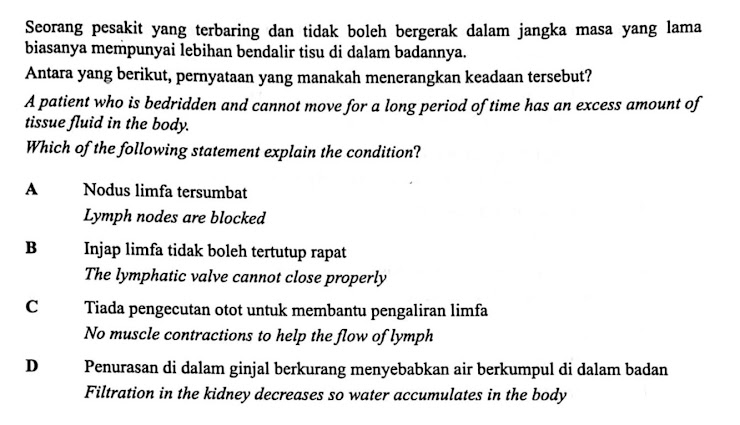 Seorang pesakit yang terbaring dan tidak boleh bergerak dalam jangka masa yang lama
biasanya mempunyai lebihan bendalir tisu di dalam badannya.
Antara yang berikut, pernyataan yang manakah menerangkan keadaan tersebut?
A patient who is bedridden and cannot move for a long period of time has an excess amount of
tissue fluid in the body.
Which of the following statement explain the condition?
A Nodus limfa tersumbat
Lymph nodes are blocked
B Injap limfa tidak boleh tertutup rapat
The lymphatic valve cannot close properly
C Tiada pengecutan otot untuk membantu pengaliran limfa
No muscle contractions to help the flow of lymph
D Penurasan di dalam ginjal berkurang menyebabkan air berkumpul di dalam badan
Filtration in the kidney decreases so water accumulates in the body